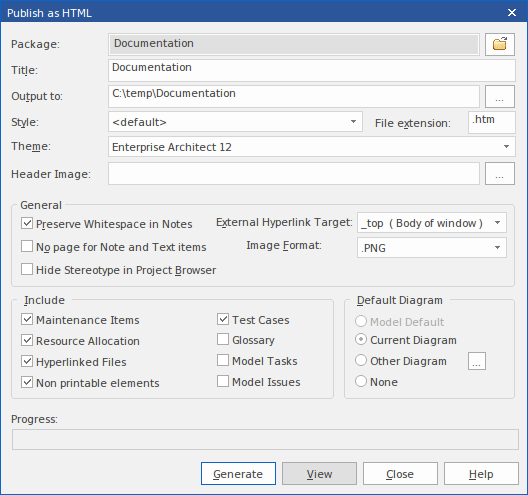 Publish as HTML
Package: Documentation
Title: Documentation
Output to: C:\temp\Documentation ...
Style: <default> File extension: .htm
Theme: Enterprise Architect 12
Header Image: ...
General
Preserve Whitespace in Notes External Hyperlink Target: _top ( Body of window )
No page for Note and Text items Image Format: .PNG
Hide Stereotype in Project Browser
Include Default Diagram
Maintenance Items Test Cases Model Default
Resource Allocation Glossary Current Diagram
Hyperlinked Files Model Tasks Other Diagram ...
Non printable elements Model Issues None
Progress:
Generate View Close Help